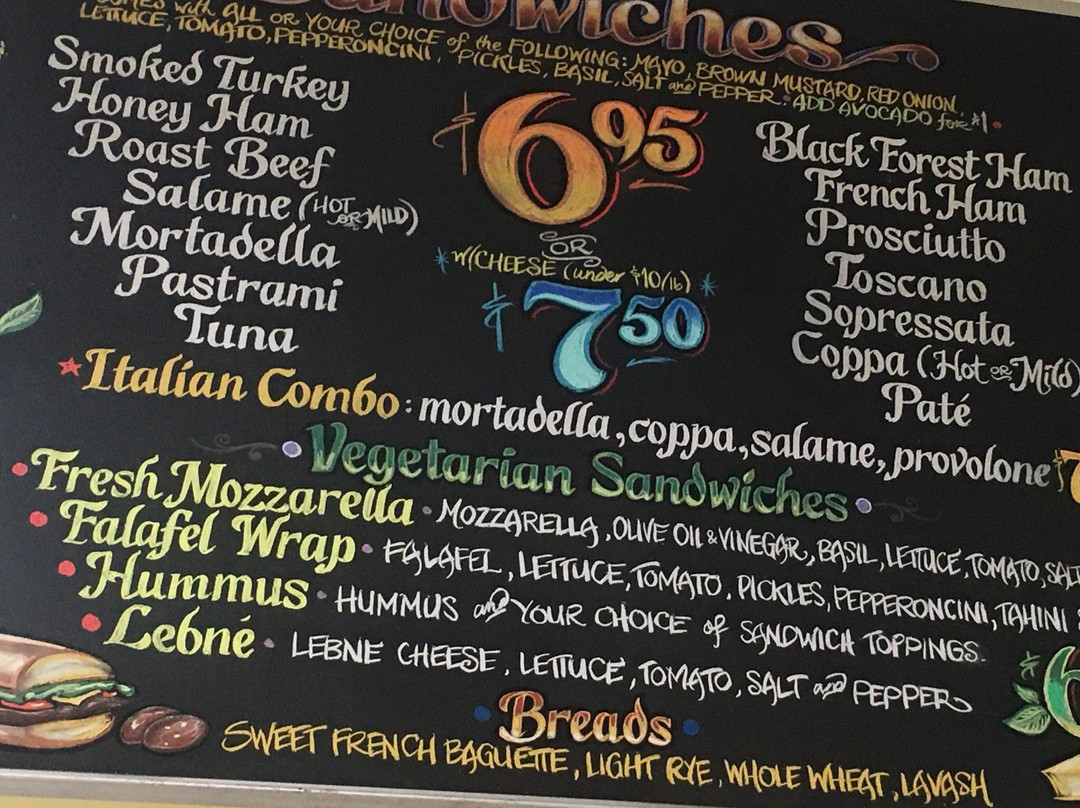 Sandwiches
COMES with ALL OR YOUR CHOICE of the FOLLOWING: MAYO, BROWN MUSTARD, RED ONION,
LETTUCE, TOMATO, PEPPERONCINI, PICKLES, BASIL, SALT and PEPPER. ADD AVOCADO for $1
Smoked Turkey
Honey Ham
Roast Beef
Salame (HOT OR MILD)
Mortadella
Pastrami
Tuna
$6.95
OR
*W/CHEESE (under $10/lb)*
$7.50
Black Forest Ham
French Ham
Prosciutto
Toscano
Sopressata
Coppa (Hot OR Mild)
Paté
Italian Combo: mortadella, coppa, salame, provolone
Vegetarian Sandwiches
Fresh Mozzarella • MOZZARELLA, OLIVE OIL & VINEGAR, BASIL, LETTUCE, TOMATO, SALT
Falafel Wrap • FALAFEL, LETTUCE, TOMATO, PICKLES, PEPPERONCINI, TAHINI
Hummus • HUMMUS and YOUR CHOICE of SANDWICH TOPPINGS.
Lebné • LEBNE CHEESE, LETTUCE, TOMATO, SALT and PEPPER
Breads
SWEET FRENCH BAGUETTE, LIGHT RYE, WHOLE WHEAT, LAVASH